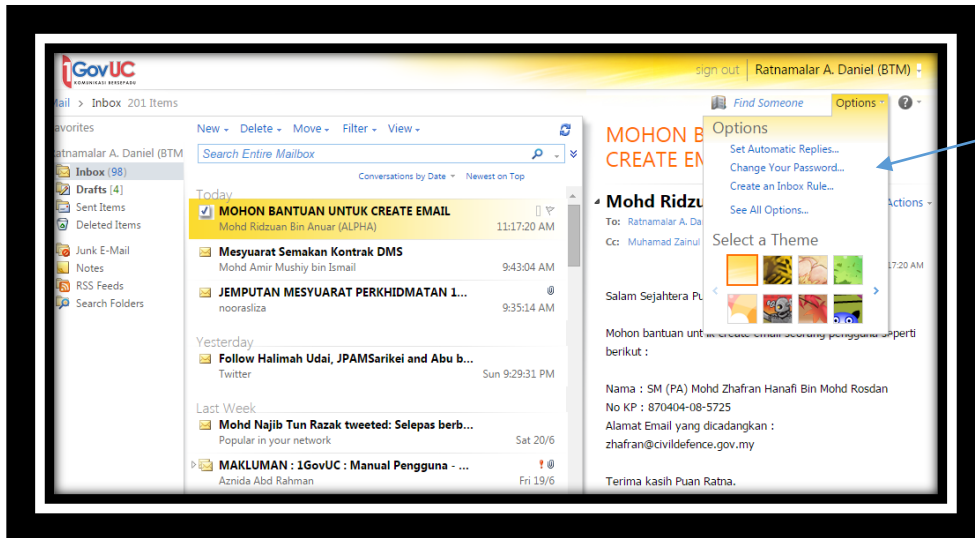 1GovUC
KOMUNIKASI BERSEPADU
sign out
Ratnamalar A. Daniel (BTM)
Mail > Inbox 201 Items
Find Someone
Options
avorites
atnamalar A. Daniel (BTM
Inbox (98)
Drafts [4]
Sent Items
Deleted Items
Junk E-Mail
Notes
RSS Feeds
Search Folders
New Delete Move Filter View
Search Entire Mailbox
Conversations by Date Newest on Top
Today
MOHON BANTUAN UNTUK CREATE EMAIL
Mohd Ridzuan Bin Anuar (ALPHA) 11:17:20 AM
Mesyuarat Semakan Kontrak DMS
Mohd Amir Mushiy bin Ismail 9:43:04 AM
JEMPUTAN MESYUARAT PERKHIDMATAN 1...
noorasliza 9:35:14 AM
Yesterday
Follow Halimah Udai, JPAMSarikei and Abu b...
Twitter Sun 9:29:31 PM
Last Week
Mohd Najib Tun Razak tweeted: Selepas berb...
Popular in your network Sat 20/6
MAKLUMAN : 1GovUC : Manual Pengguna - ...
Aznida Abd Rahman Fri 19/6
MOHON B
CREATE EM
Mohd Ridzu
Actions
To: Ratnamalar A. Da
Cc: Muhamad Zainul
17:20 AM
Options
Set Automatic Replies...
Change Your Password...
Create an Inbox Rule...
See All Options...
Select a Theme
Salam Sejahtera Pu
Mohon bantuan untuk create email seorang pengguna seperti
berikut :
Nama : SM (PA) Mohd Zhafran Hanafi Bin Mohd Rosdan
No KP : 870404-08-5725
Alamat Email yang dicadangkan :
zhafran@civildefence.gov.my
Terima kasih Puan Ratna.